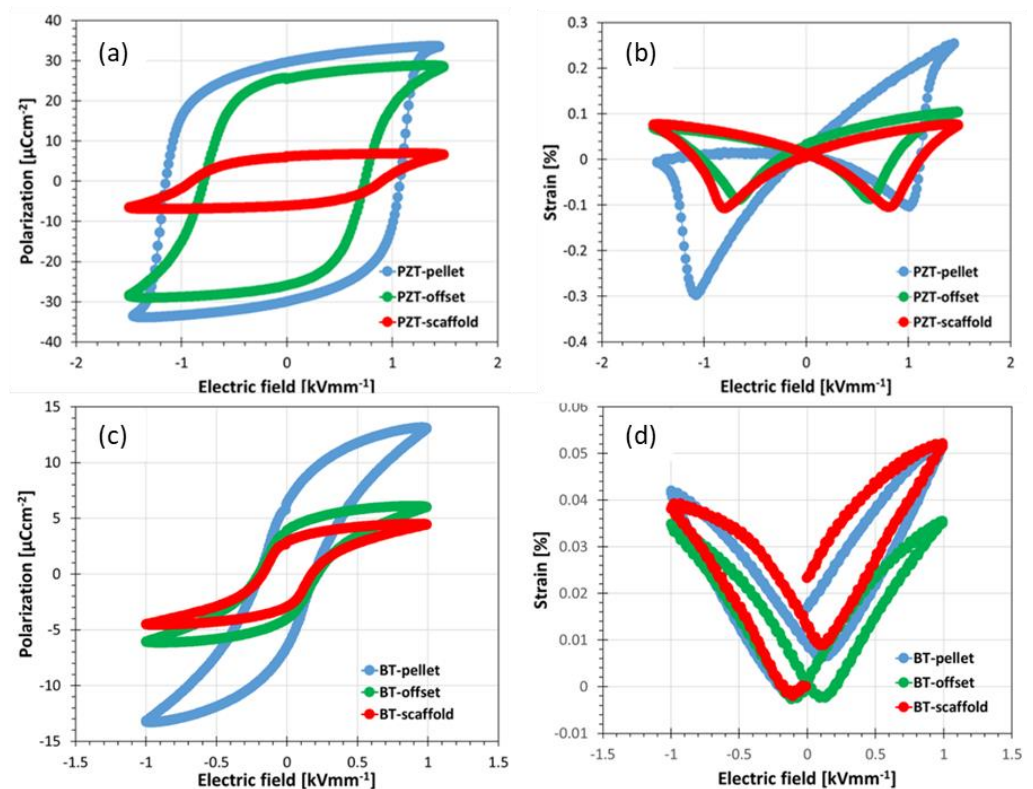 (a)
40
30
20
10
0
-10
-20
-30
-40
Polarization [µCcm⁻²]
PZT-pellet
PZT-offset
PZT-scaffold
-2 -1 0 1 2
Electric field [kVmm⁻¹]
(b)
0.3
0.2
0.1
0
-0.1
-0.2
-0.3
-0.4
Strain [%]
PZT-pellet
PZT-offset
PZT-scaffold
-2 -1 0 1 2
Electric field [kVmm⁻¹]
(c)
15
10
5
0
-5
-10
-15
Polarization [µCcm⁻²]
BT-pellet
BT-offset
BT-scaffold
-1.5 -1 -0.5 0 0.5 1 1.5
Electric field [kVmm⁻¹]
(d)
0.06
0.05
0.04
0.03
0.02
0.01
0
-0.01
Strain [%]
BT-pellet
BT-offset
BT-scaffold
-1.5 -1 -0.5 0 0.5 1 1.5
Electric field [kVmm⁻¹]